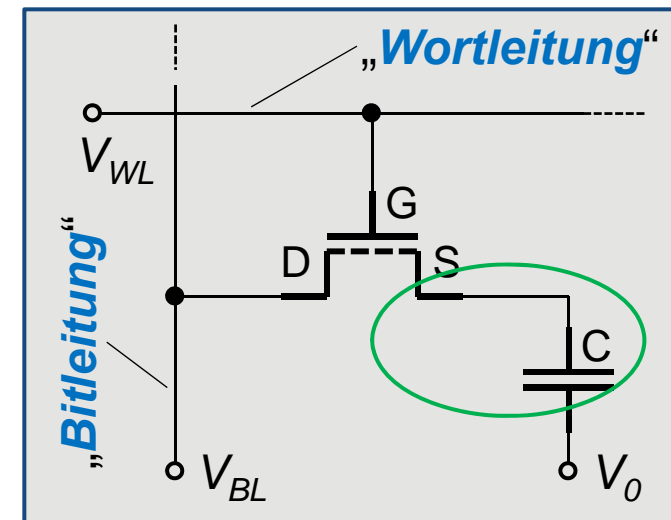 „Wortleitung“
V_WL
G
D
S
„Bitleitung“
C
V_BL
V_0